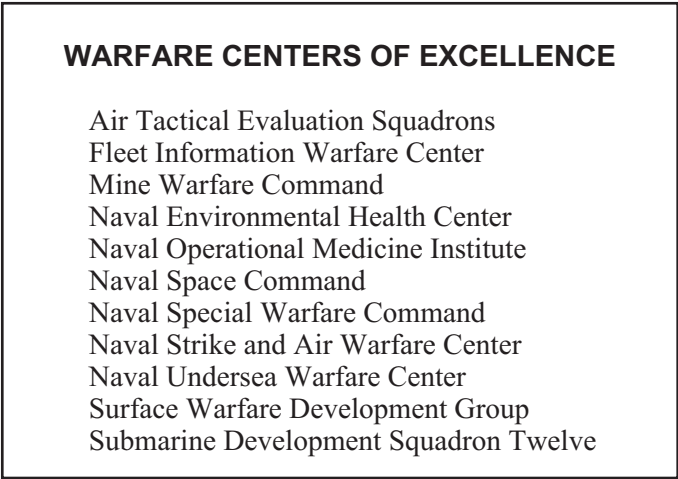 WARFARE CENTERS OF EXCELLENCE
Air Tactical Evaluation Squadrons
Fleet Information Warfare Center
Mine Warfare Command
Naval Environmental Health Center
Naval Operational Medicine Institute
Naval Space Command
Naval Special Warfare Command
Naval Strike and Air Warfare Center
Naval Undersea Warfare Center
Surface Warfare Development Group
Submarine Development Squadron Twelve